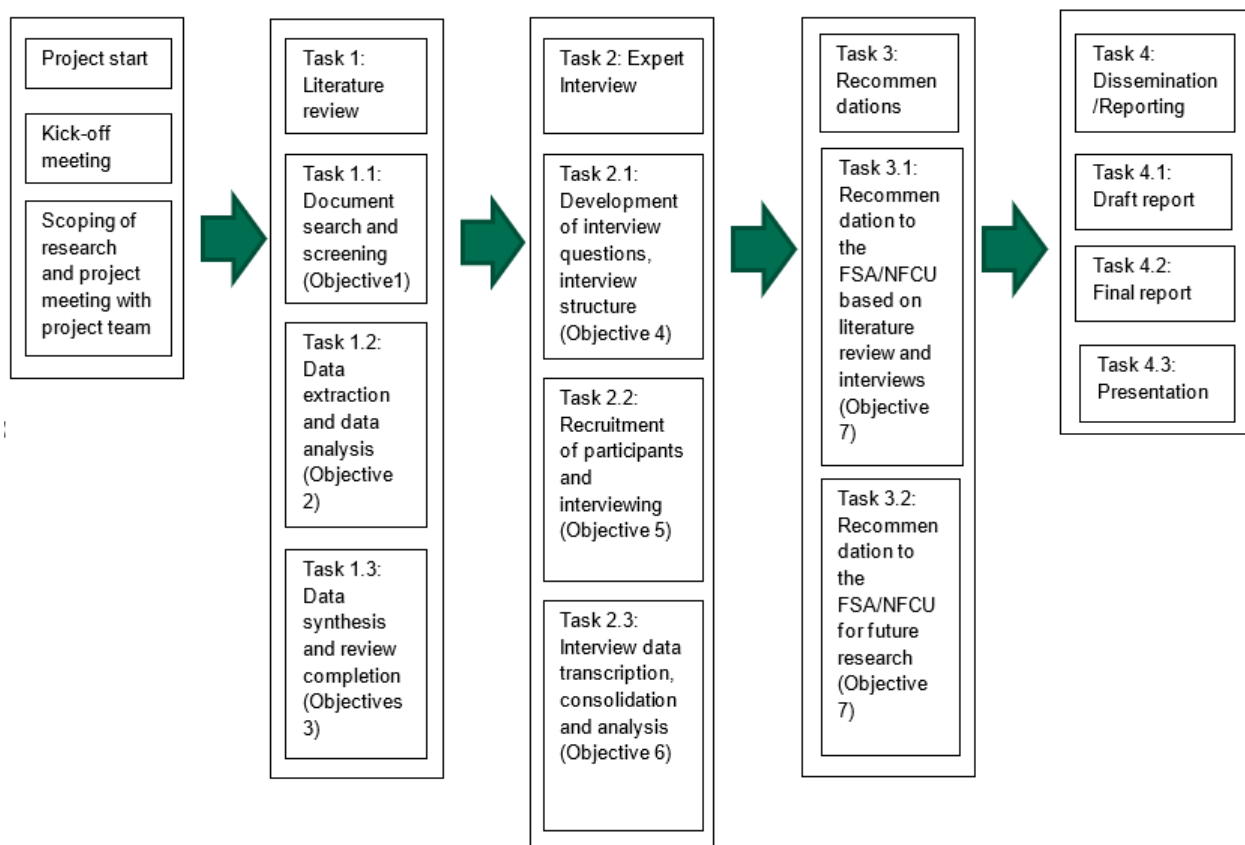 Project start
Kick-off
meeting
Scoping of
research
and project
meeting with
project team
Task 1:
Literature
review
Task 1.1:
Document
search and
screening
(Objective1)
Task 1.2:
Data
extraction
and data
analysis
(Objective
2)
Task 1.3:
Data
synthesis
and review
completion
(Objectives
3)
Task 2: Expert
Interview
Task 2.1:
Development
of interview
questions,
interview
structure
(Objective 4)
Task 2.2:
Recruitment
of participants
and
interviewing
(Objective 5)
Task 2.3:
Interview data
transcription,
consolidation
and analysis
(Objective 6)
Task 3:
Recommen
dations
Task 3.1:
Recommen
dation to
the
FSA/NFCU
based on
literature
review and
interviews
(Objective
7)
Task 3.2:
Recommen
dation to
the
FSA/NFCU
for future
research
(Objective
7)
Task 4:
Dissemination
/Reporting
Task 4.1:
Draft report
Task 4.2:
Final report
Task 4.3:
Presentation